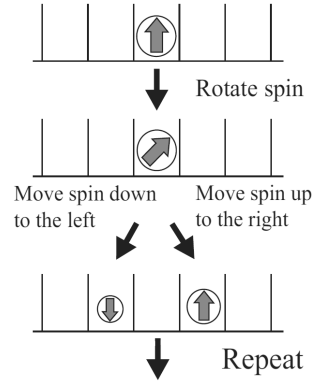 Rotate spin
Move spin down
to the left
Move spin up
to the right
Repeat